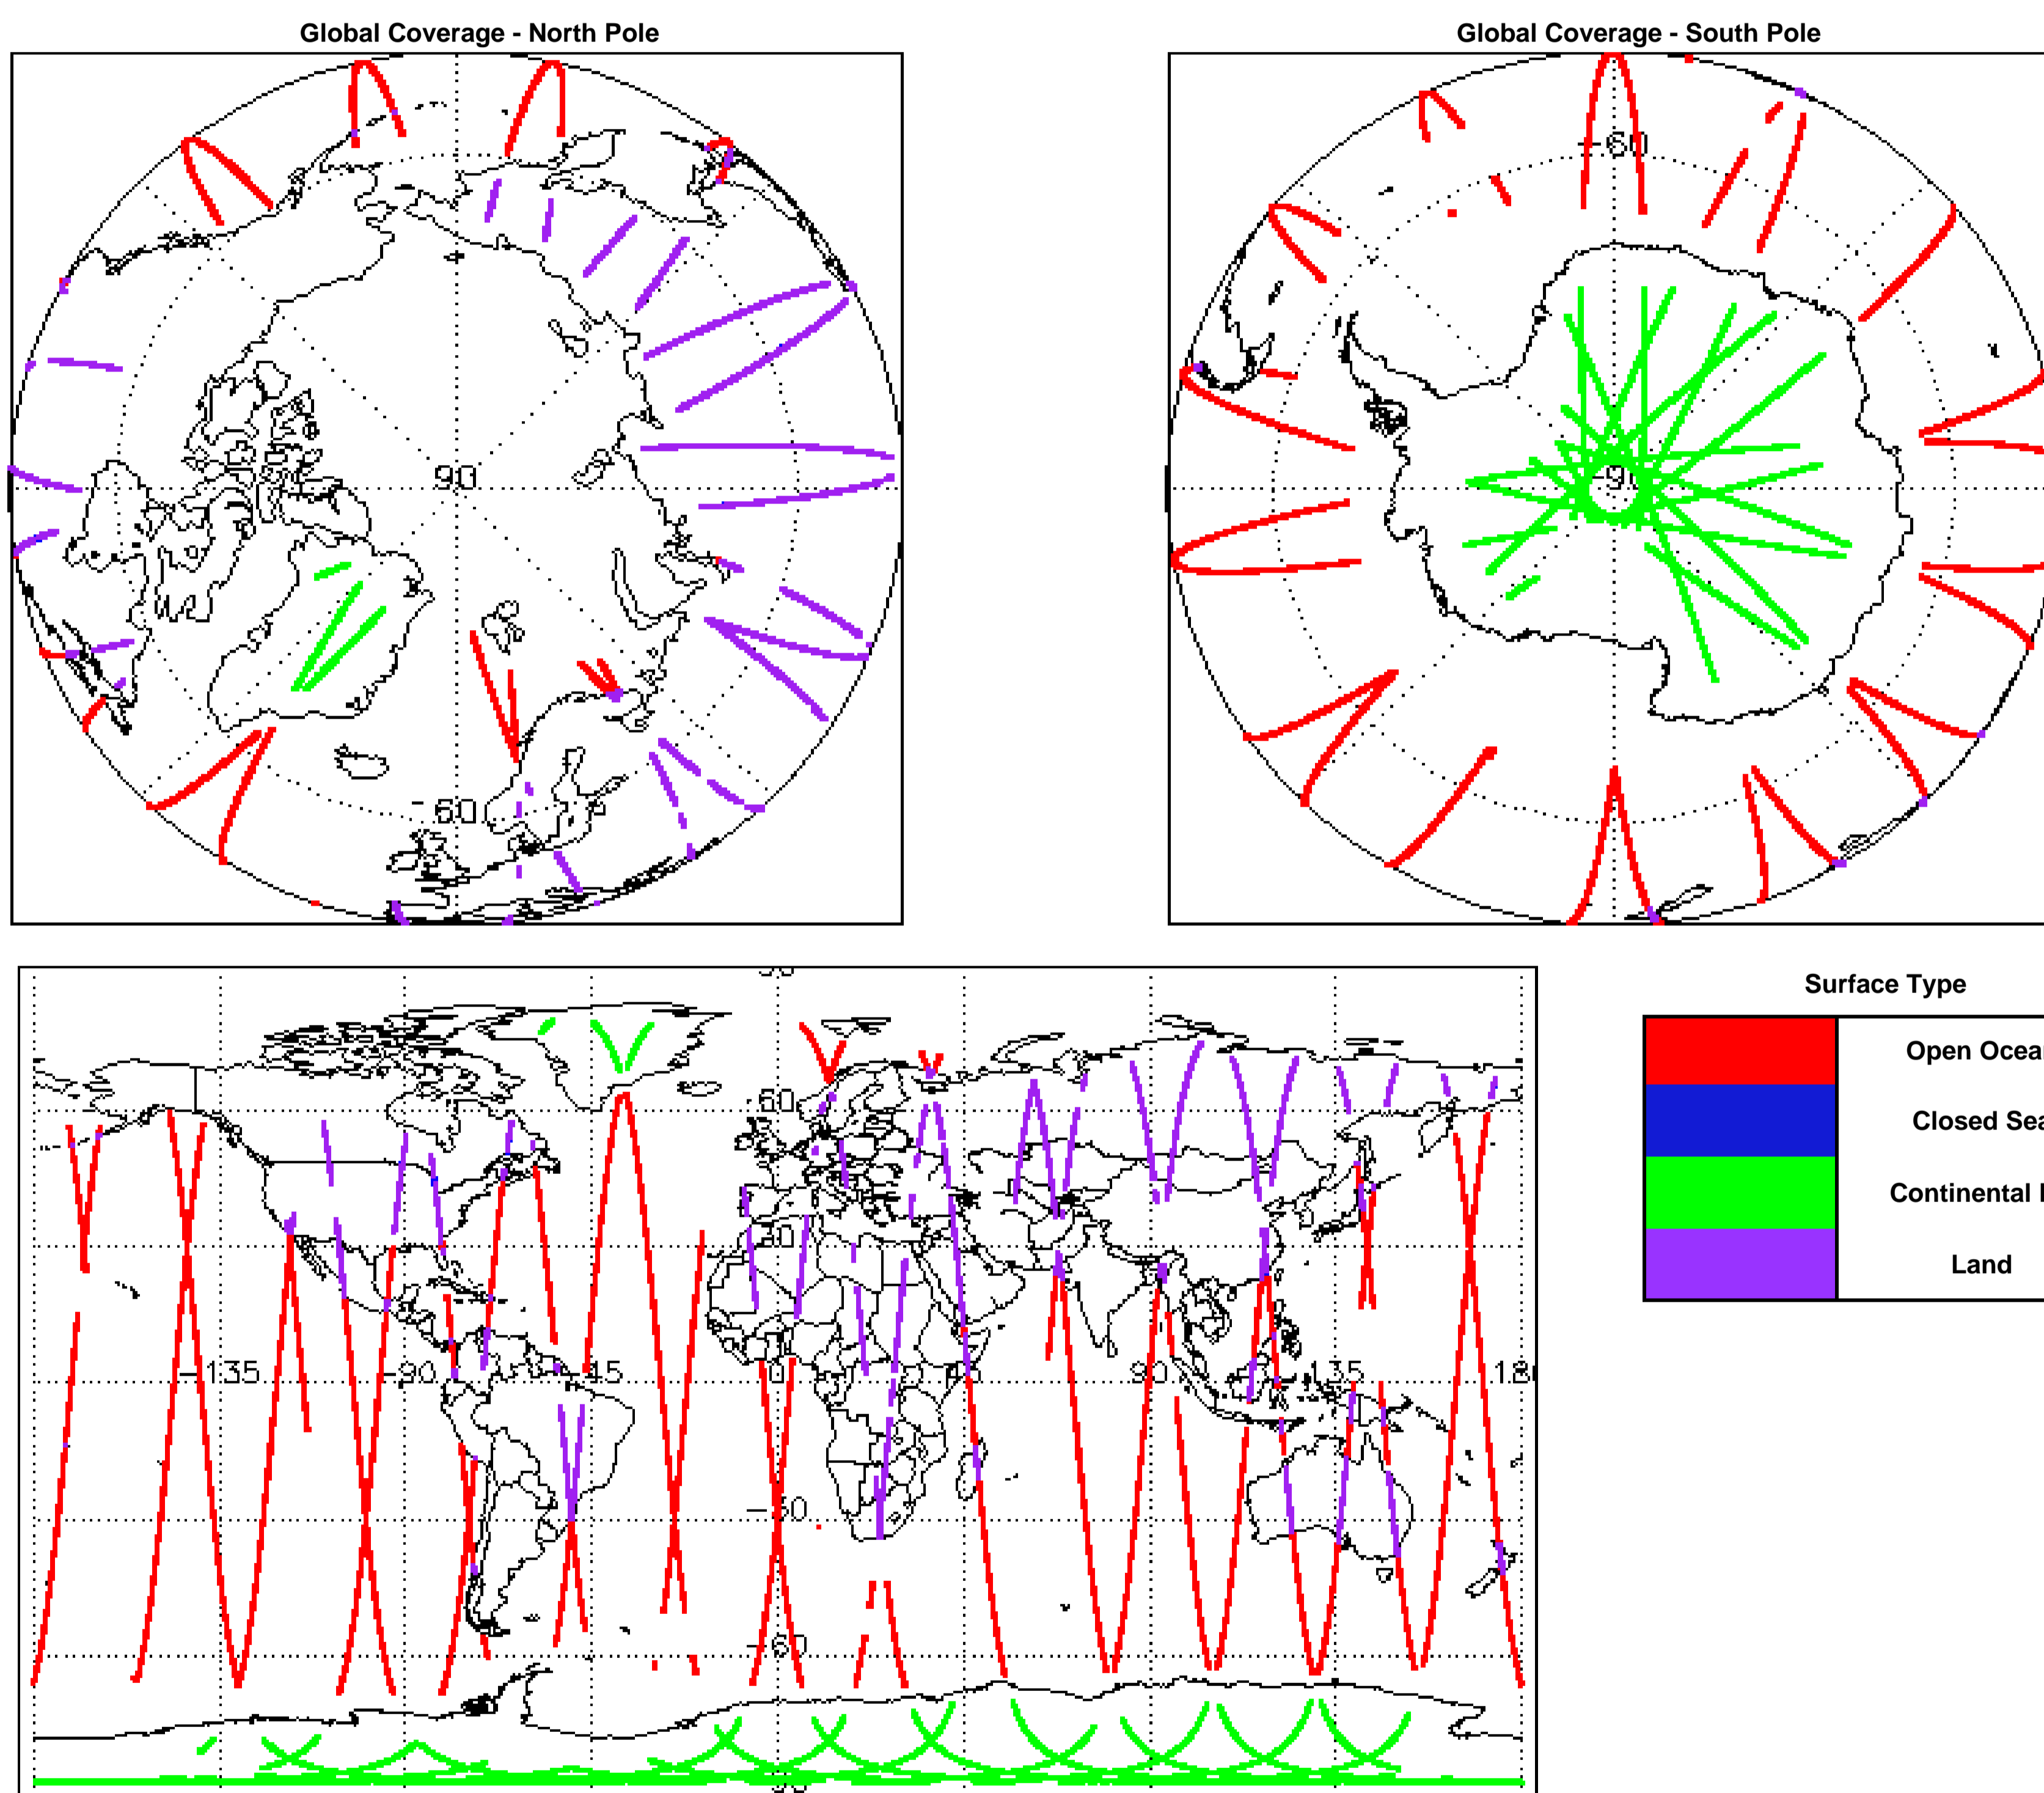 Global Coverage - North Pole
Global Coverage - South Pole
90
60
-60
-90
Surface Type
Open Ocea
Closed Sea
Continental
Land
60
30
-135
-90
-45
0
45
90
135
180
-30
-60